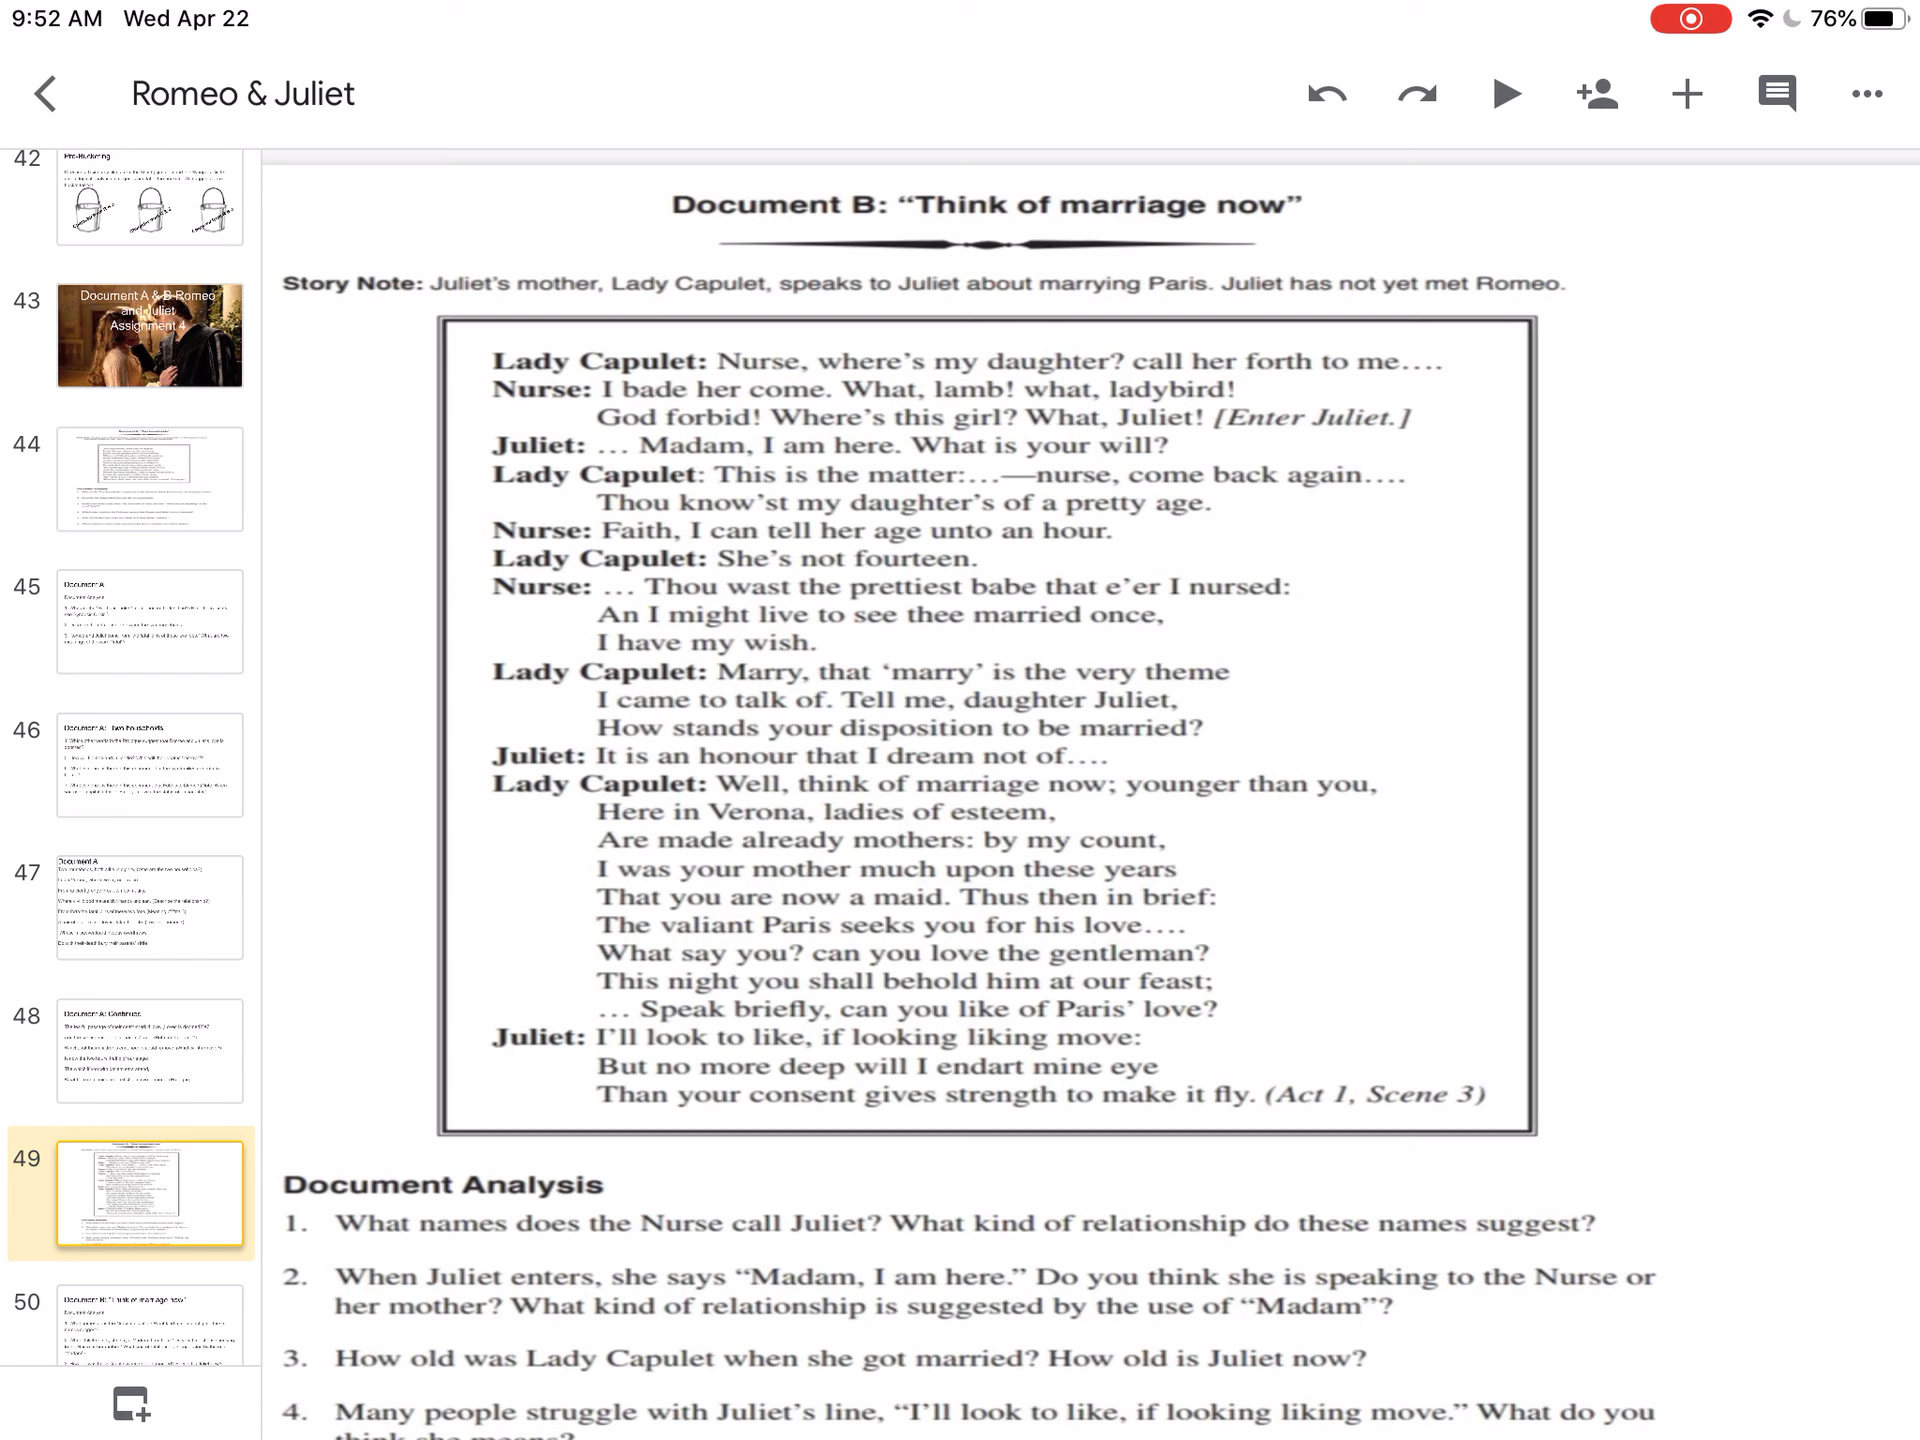 9:52 AM Wed Apr 22
76%
Romeo & Juliet
42
43
Document A & B Romeo
and Juliet
Assignment 4
44
45
Document A
46
Document A: Two households
47
Document A
48
Document A: Continues
49
50
Document B: "Think of marriage now"
Document B: “Think of marriage now”
Story Note: Juliet’s mother, Lady Capulet, speaks to Juliet about marrying Paris. Juliet has not yet met Romeo.
Lady Capulet: Nurse, where’s my daughter? call her forth to me….
Nurse: I bade her come. What, lamb! what, ladybird!
God forbid! Where’s this girl? What, Juliet! [Enter Juliet.]
Juliet: … Madam, I am here. What is your will?
Lady Capulet: This is the matter:…—nurse, come back again….
Thou know’st my daughter’s of a pretty age.
Nurse: Faith, I can tell her age unto an hour.
Lady Capulet: She’s not fourteen.
Nurse: … Thou wast the prettiest babe that e’er I nursed:
An I might live to see thee married once,
I have my wish.
Lady Capulet: Marry, that ‘marry’ is the very theme
I came to talk of. Tell me, daughter Juliet,
How stands your disposition to be married?
Juliet: It is an honour that I dream not of….
Lady Capulet: Well, think of marriage now; younger than you,
Here in Verona, ladies of esteem,
Are made already mothers: by my count,
I was your mother much upon these years
That you are now a maid. Thus then in brief:
The valiant Paris seeks you for his love….
What say you? can you love the gentleman?
This night you shall behold him at our feast;
… Speak briefly, can you like of Paris’ love?
Juliet: I’ll look to like, if looking liking move:
But no more deep will I endart mine eye
Than your consent gives strength to make it fly. (Act 1, Scene 3)
Document Analysis
1. What names does the Nurse call Juliet? What kind of relationship do these names suggest?
2. When Juliet enters, she says “Madam, I am here.” Do you think she is speaking to the Nurse or
her mother? What kind of relationship is suggested by the use of “Madam”?
3. How old was Lady Capulet when she got married? How old is Juliet now?
4. Many people struggle with Juliet’s line, “I’ll look to like, if looking liking move.” What do you
think she means?